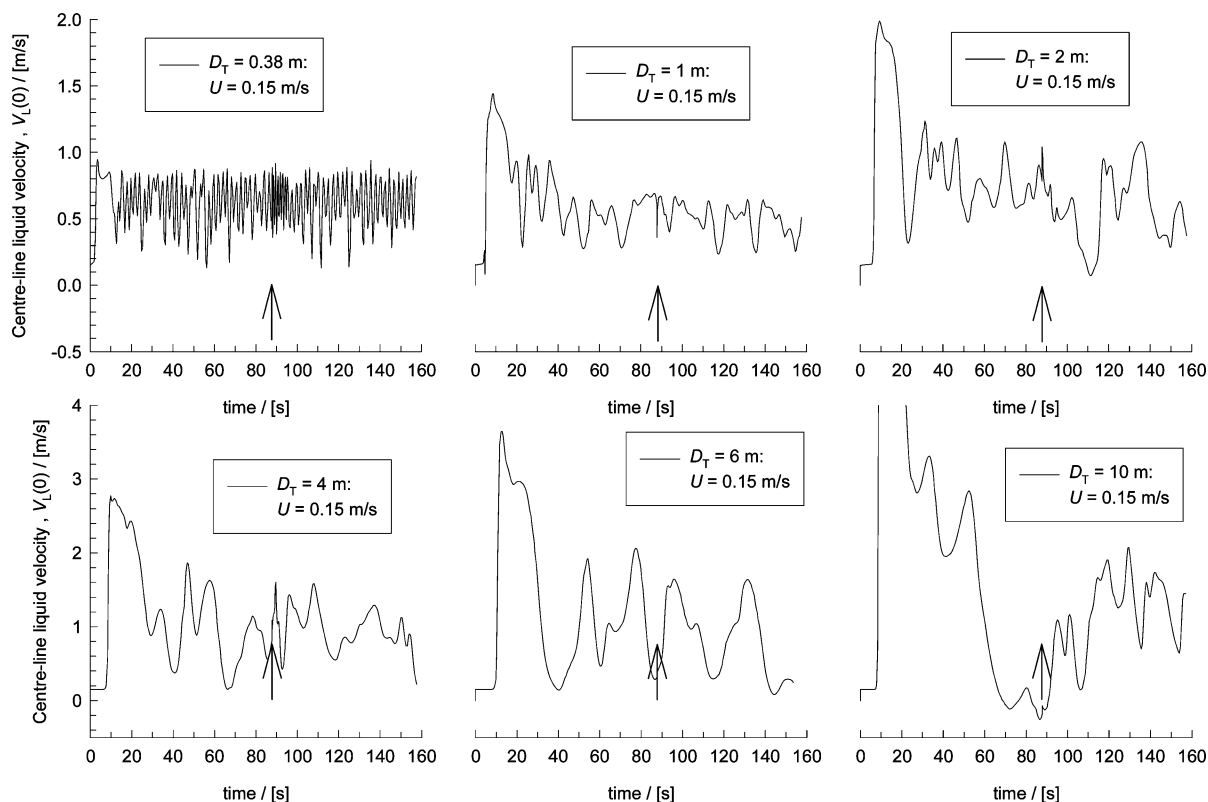 Centre-line liquid velocity , V_L(0) / [m/s]
2.0
1.5
1.0
0.5
0.0
-0.5
D_T = 0.38 m:
U = 0.15 m/s
0 20 40 60 80 100 120 140 160
time / [s]
D_T = 1 m:
U = 0.15 m/s
0 20 40 60 80 100 120 140 160
time / [s]
D_T = 2 m:
U = 0.15 m/s
0 20 40 60 80 100 120 140 160
time / [s]
Centre-line liquid velocity , V_L(0) / [m/s]
4
3
2
1
0
D_T = 4 m:
U = 0.15 m/s
0 20 40 60 80 100 120 140 160
time / [s]
D_T = 6 m:
U = 0.15 m/s
0 20 40 60 80 100 120 140 160
time / [s]
D_T = 10 m:
U = 0.15 m/s
0 20 40 60 80 100 120 140 160
time / [s]